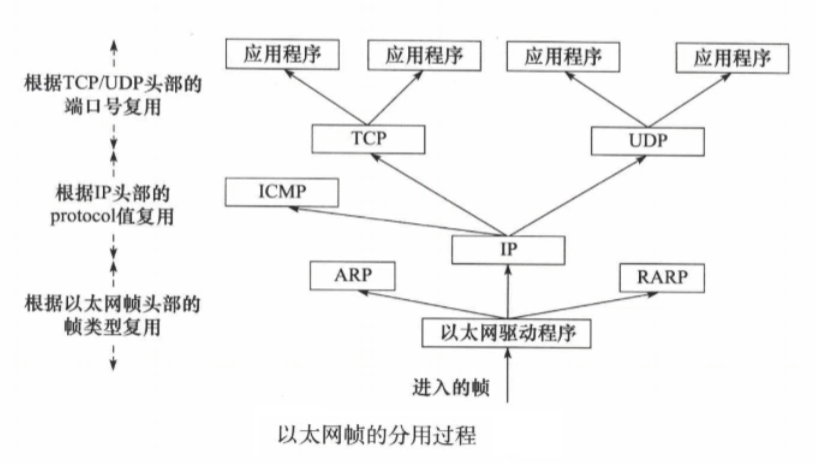 应用程序 应用程序 应用程序 应用程序
根据TCP/UDP头部的
端口号复用
TCP UDP
根据IP头部的
protocol值复用
ICMP
IP
ARP RARP
根据以太网帧头部的
帧类型复用
以太网驱动程序
进入的帧
以太网帧的分用过程